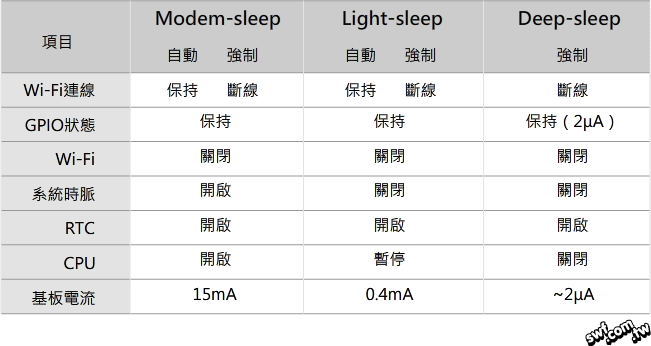 項目 Modem-sleep Light-sleep Deep-sleep
自動 強制 自動 強制 強制
Wi-Fi連線 保持 斷線 保持 斷線 斷線
GPIO狀態 保持 保持 保持（2μA）
Wi-Fi 關閉 關閉 關閉
系統時脈 開啟 關閉 關閉
RTC 開啟 開啟 開啟
CPU 開啟 暫停 關閉
基板電流 15mA 0.4mA ~2μA
swf.com.tw